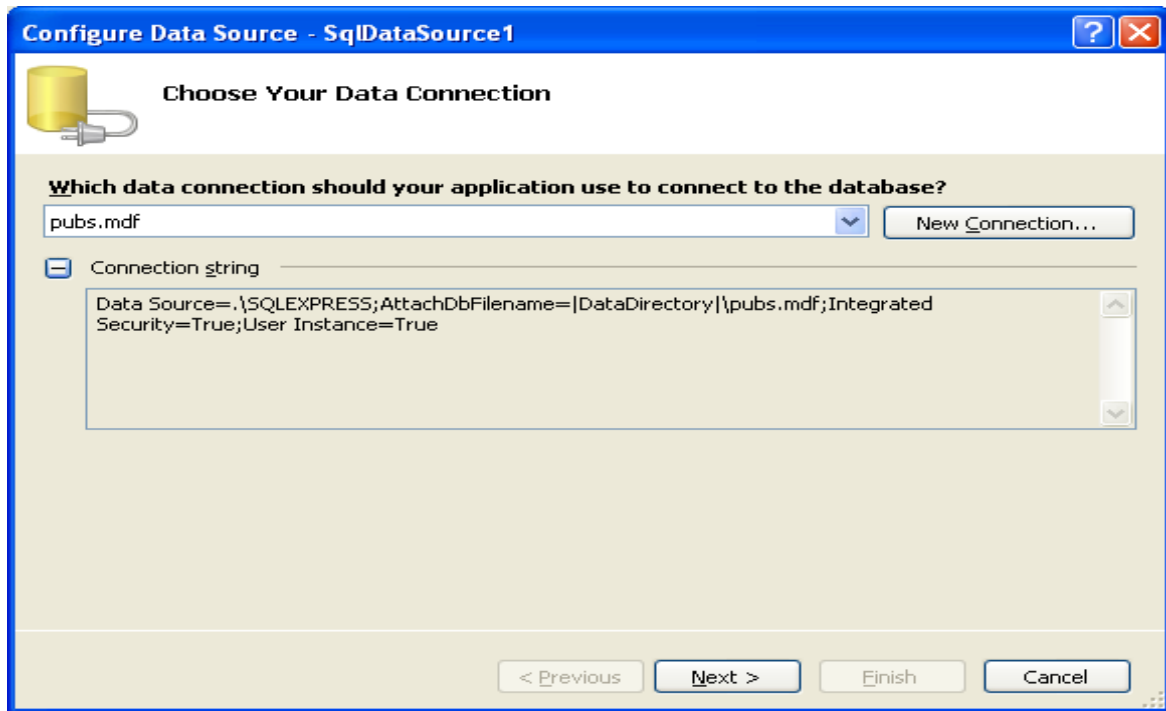 Configure Data Source - SqlDataSource1
Choose Your Data Connection
Which data connection should your application use to connect to the database?
pubs.mdf
New Connection...
Connection string
Data Source=.\SQLEXPRESS;AttachDbFilename=|DataDirectory|\pubs.mdf;Integrated
Security=True;User Instance=True
< Previous
Next >
Finish
Cancel